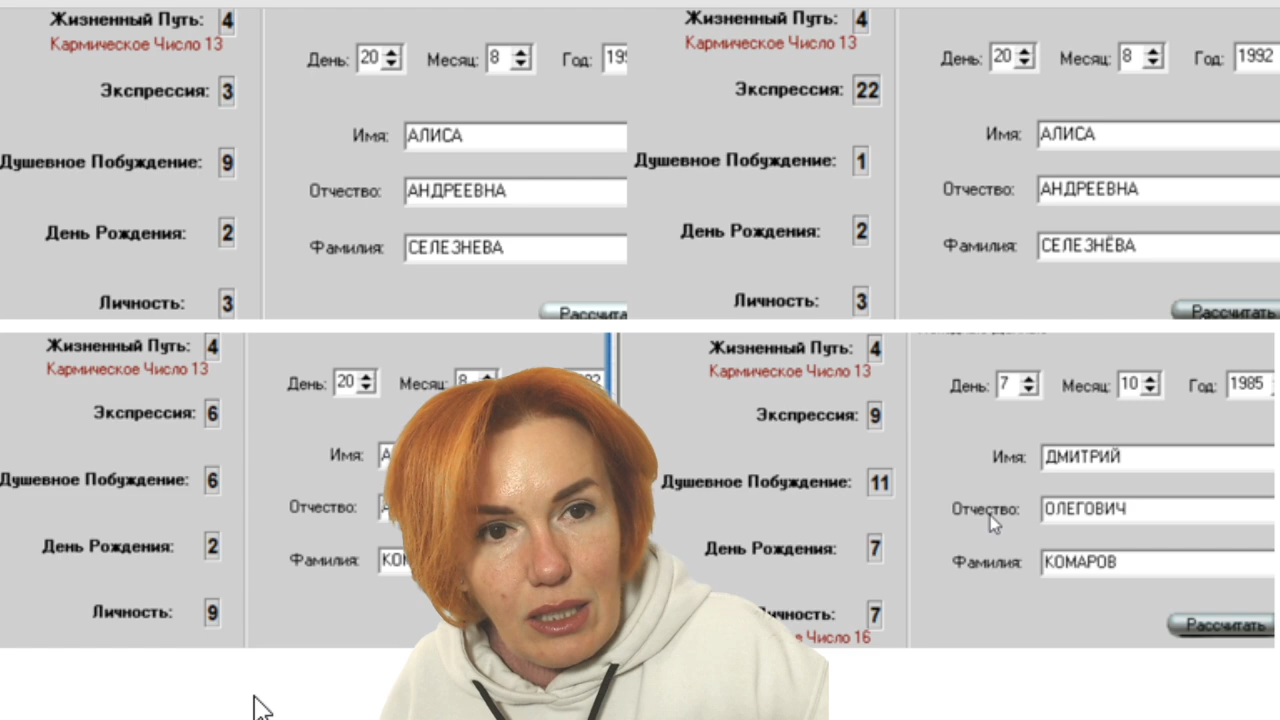 Жизненный Путь: 4
Кармическое Число 13
День: 20 Месяц: 8 Год:
Экспрессия: 3
Имя: АЛИСА
Душевное Побуждение: 9
Отчество: АНДРЕЕВНА
День Рождения: 2
Фамилия: СЕЛЕЗНЕВА
Личность: 3
Жизненный Путь: 4
Кармическое Число 13
День: 20 Месяц: 8 Год: 1992
Экспрессия: 22
Имя: АЛИСА
Душевное Побуждение: 1
Отчество: АНДРЕЕВНА
День Рождения: 2
Фамилия: СЕЛЕЗНЁВА
Личность: 3
Рассчитать
Жизненный Путь: 4
Кармическое Число 13
День: 20 Месяц: 8
Экспрессия: 6
Имя:
Душевное Побуждение: 6
Отчество:
День Рождения: 2
Фамилия:
Личность: 9
Жизненный Путь: 4
Кармическое Число 13
День: 7 Месяц: 10 Год: 1985
Экспрессия: 9
Имя: ДМИТРИЙ
Душевное Побуждение: 11
Отчество: ОЛЕГОВИЧ
День Рождения: 7
Фамилия: КОМАРОВ
7
Число 16
Рассчитать